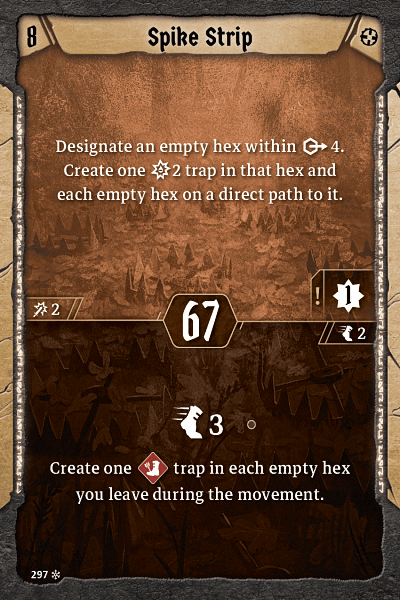 8
Spike Strip
Designate an empty hex within 4.
Create one 2 trap in that hex and
each empty hex on a direct path to it.
! 1
2
67
2
3
Create one trap in each empty hex
you leave during the movement.
297